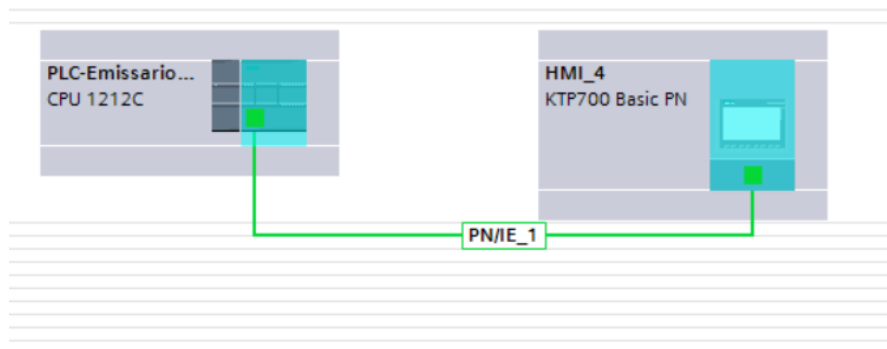 PLC-Emissario...
CPU 1212C
HMI_4
KTP700 Basic PN
PN/IE_1